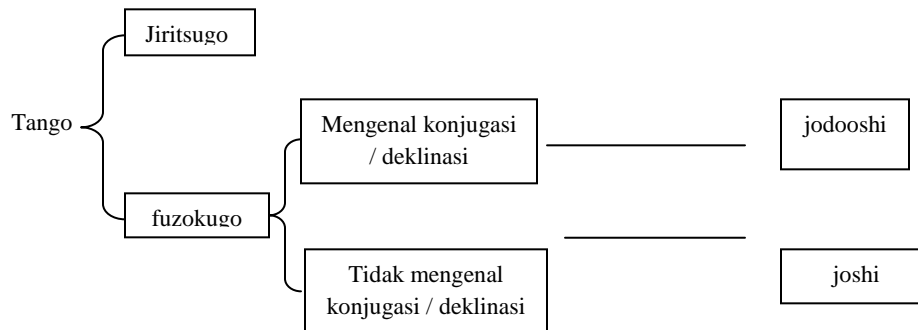 Jiritsugo
Tango
Mengenal konjugasi
/ deklinasi
jodooshi
fuzokugo
Tidak mengenal
konjugasi / deklinasi
joshi